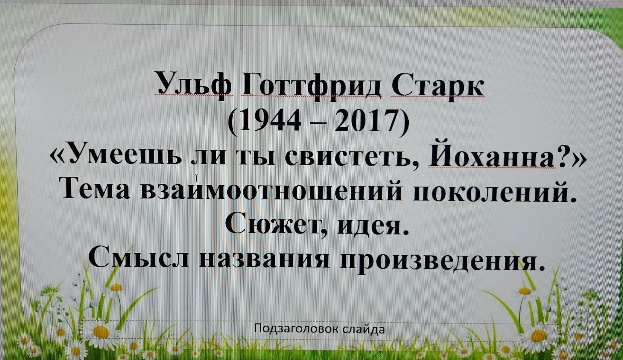 Ульф Готтфрид Старк
(1944 – 2017)
«Умеешь ли ты свистеть, Йоханна?»
Тема взаимоотношений поколений.
Сюжет, идея.
Смысл названия произведения.
Подзаголовок слайда